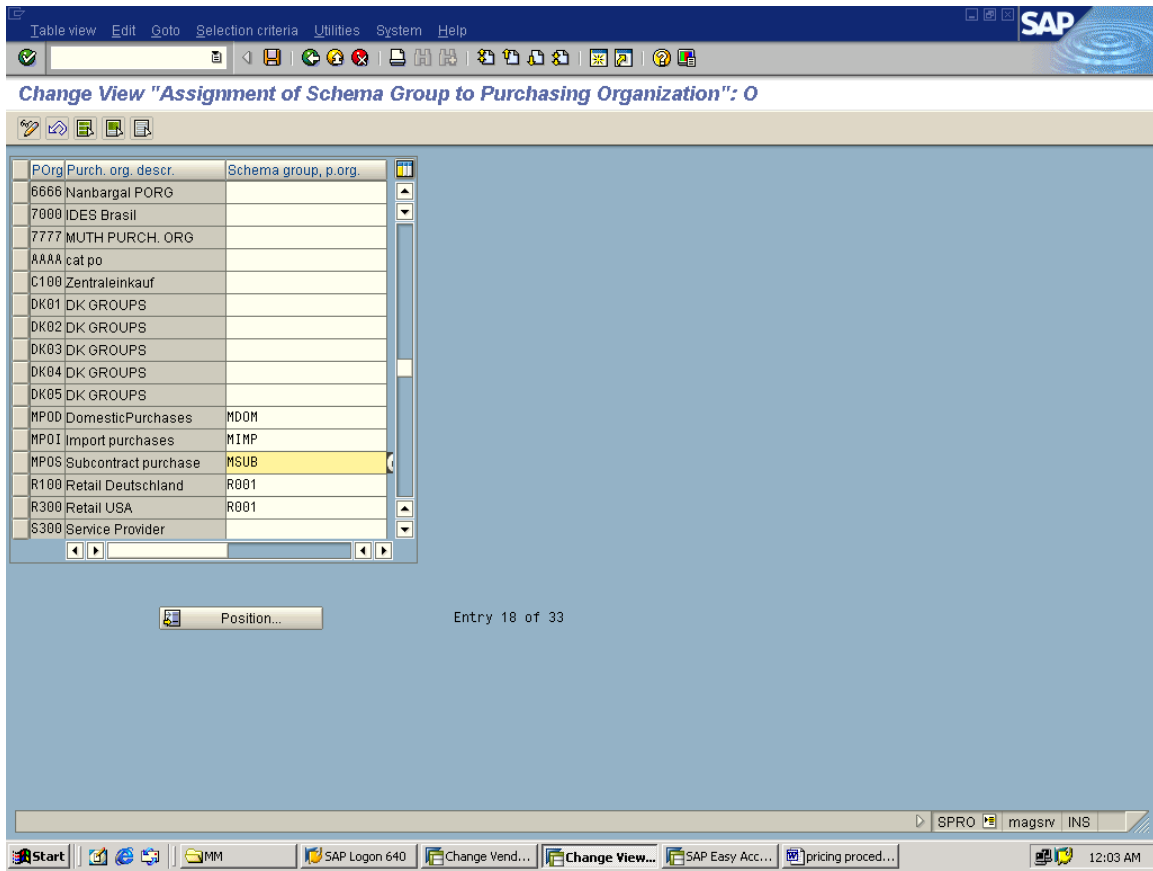 Table view Edit Goto Selection criteria Utilities System Help
SAP
Change View "Assignment of Schema Group to Purchasing Organization": O
POrg Purch. org. descr. Schema group, p.org.
6666 Nanbargal PORG
7000 IDES Brasil
7777 MUTH PURCH. ORG
AAAA cat po
C100 Zentraleinkauf
DK01 DK GROUPS
DK02 DK GROUPS
DK03 DK GROUPS
DK04 DK GROUPS
DK05 DK GROUPS
MPOD DomesticPurchases MDOM
MPOI Import purchases MIMP
MPOS Subcontract purchase MSUB
R100 Retail Deutschland R001
R300 Retail USA R001
S300 Service Provider
Position... Entry 18 of 33
SPRO magsrv INS
Start MM SAP Logon 640 Change Vend... Change View... SAP Easy Acc... pricing proced... 12:03 AM